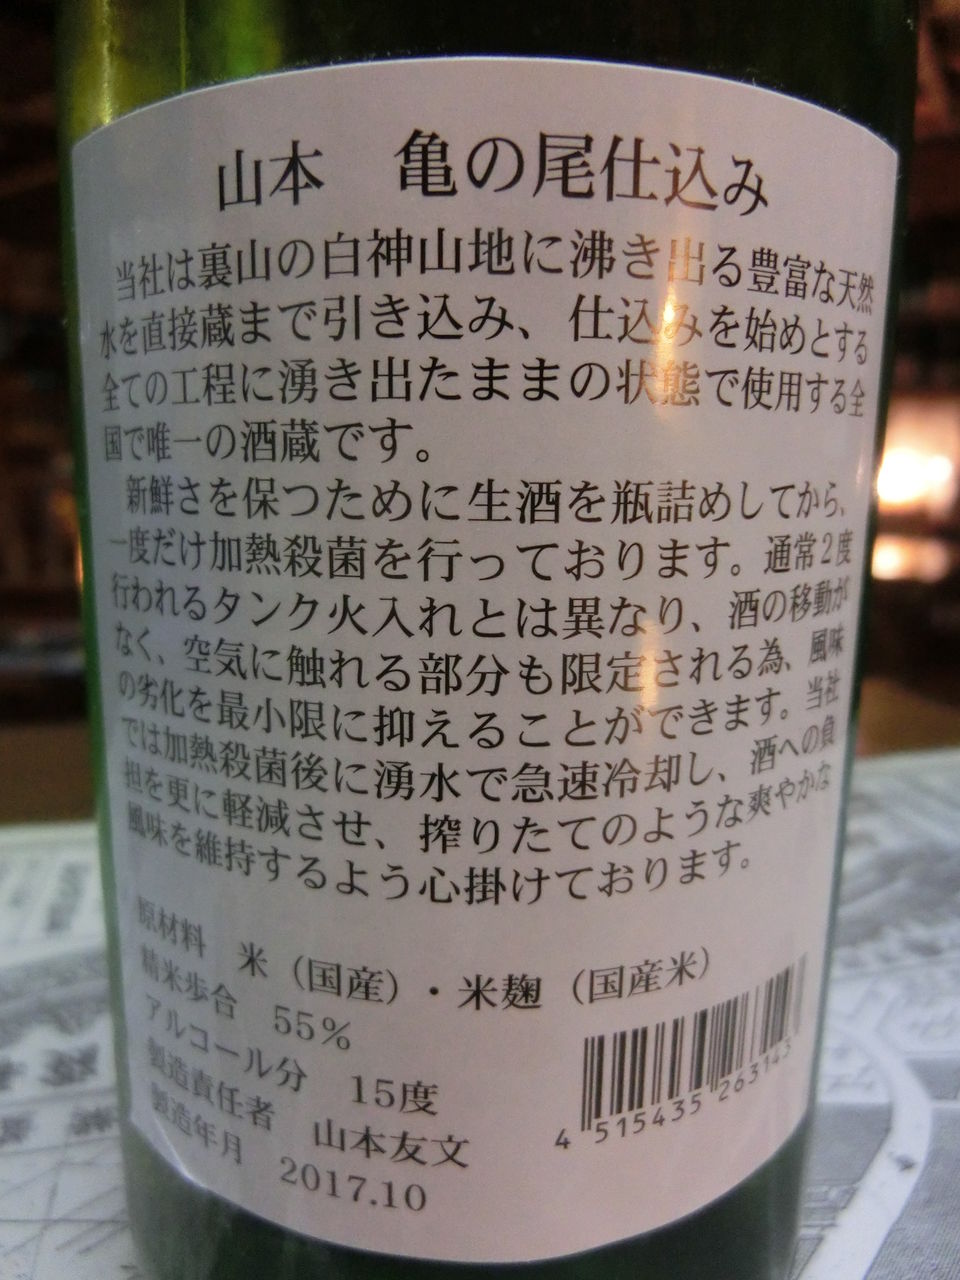 山本　亀の尾仕込み
当社は裏山の白神山地に沸き出る豊富な天然
水を直接蔵まで引き込み、仕込みを始めとする
全ての工程に湧き出たままの状態で使用する全
国で唯一の酒蔵です。
新鮮さを保つために生酒を瓶詰めしてから、
一度だけ加熱殺菌を行っております。通常２度
行われるタンク火入れとは異なり、酒の移動が
なく、空気に触れる部分も限定される為、風味
の劣化を最小限に抑えることができます。当社
では加熱殺菌後に湧水で急速冷却し、酒への負
担を更に軽減させ、搾りたてのような爽やかな
風味を維持するよう心掛けております。
原材料　米（国産）・米麹（国産米）
精米歩合　55％
アルコール分　15度
製造責任者　山本友文
製造年月　2017.10
4 515435 263143